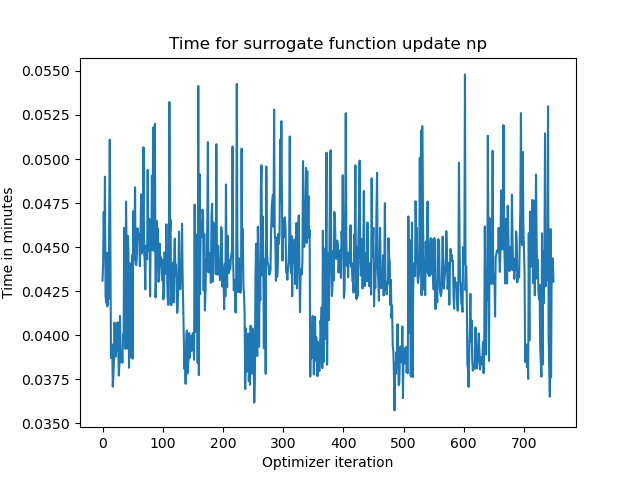 Time for surrogate function update np
0.0550
0.0525
0.0500
0.0475
0.0450
0.0425
0.0400
0.0375
0.0350
Time in minutes
0 100 200 300 400 500 600 700
Optimizer iteration